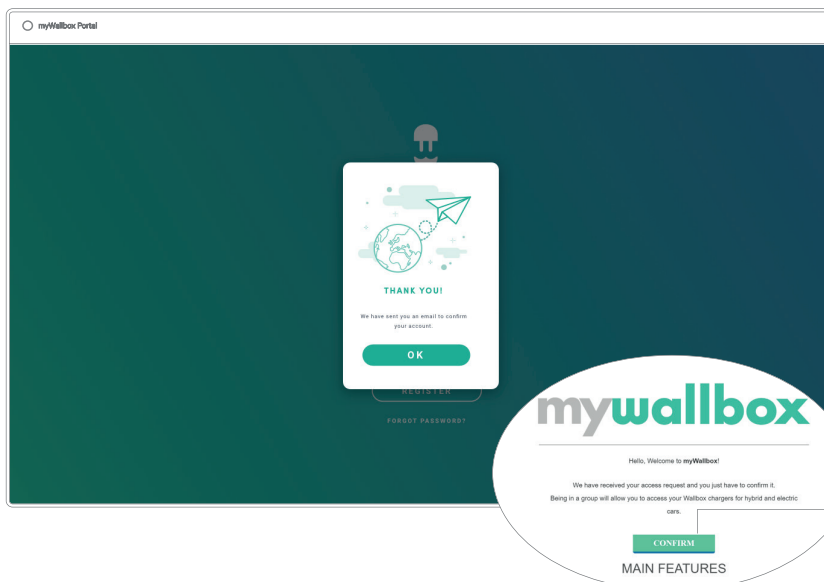 myWallbox Portal
THANK YOU!
We have sent you an email to confirm
your account.
OK
REGISTER
FORGOT PASSWORD?
mywallbox
Hello, Welcome to myWallbox!
We have received your access request and you just have to confirm it.
Being in a group will allow you to access your Wallbox chargers for hybrid and electric
cars.
CONFIRM
MAIN FEATURES